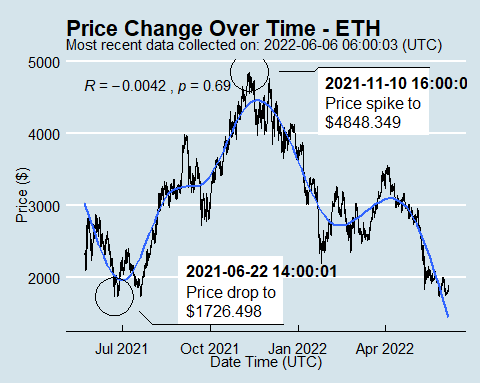 Price Change Over Time - ETH
Most recent data collected on: 2022-06-06 06:00:03 (UTC)
5000
R = −0.0042 , p = 0.69
2021-11-10 16:00:0
Price spike to
$4848.349
4000
Price ($)
3000
2021-06-22 14:00:01
Price drop to
$1726.498
2000
Jul 2021
Oct 2021
Jan 2022
Apr 2022
Date Time (UTC)